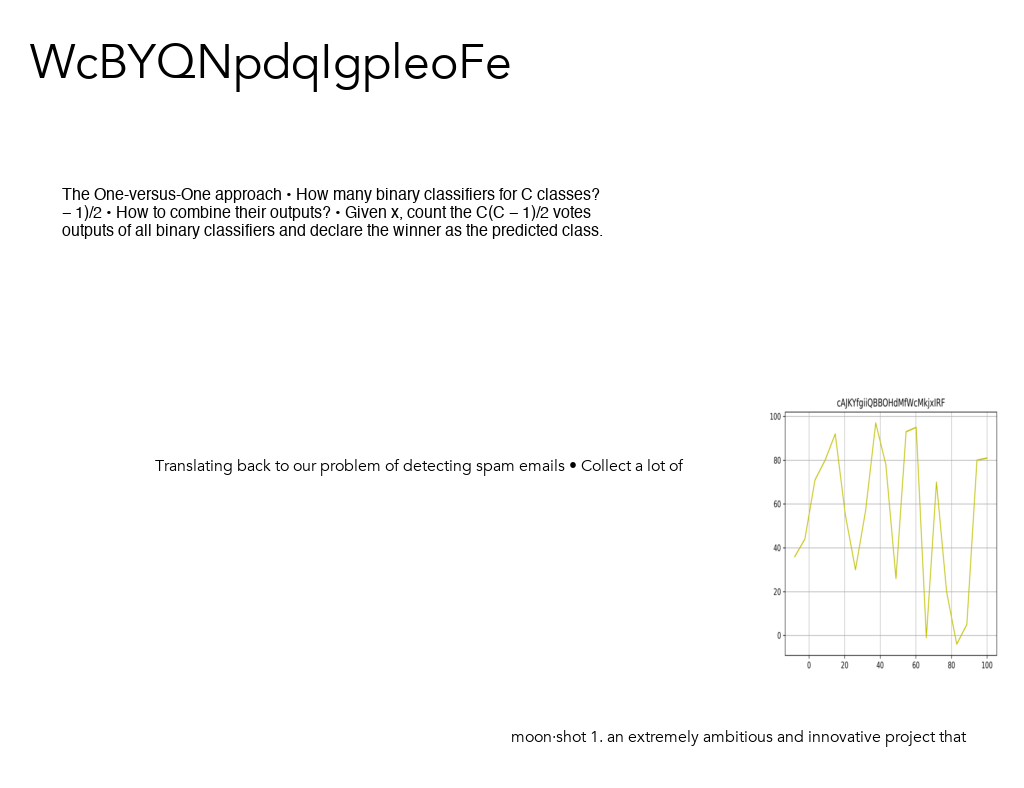 WcBYQNpdqIgpleoFe
The One-versus-One approach • How many binary classifiers for C classes?
– 1)/2 • How to combine their outputs? • Given x, count the C(C – 1)/2 votes
outputs of all binary classifiers and declare the winner as the predicted class.
cAJKYfgiiQBBOHdMfWcMkjxIRF
100
80
60
40
20
0
0 20 40 60 80 100
Translating back to our problem of detecting spam emails • Collect a lot of
moon·shot 1. an extremely ambitious and innovative project that